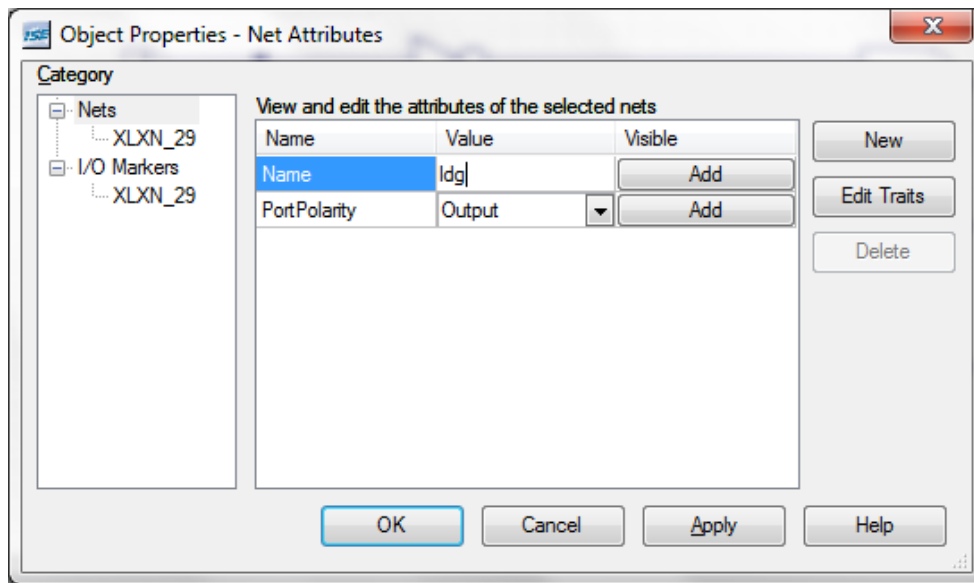 ISE Object Properties - Net Attributes
Category
Nets
XLXN_29
I/O Markers
XLXN_29
View and edit the attributes of the selected nets
Name Value Visible
Name ldg Add
PortPolarity Output Add
New
Edit Traits
Delete
OK Cancel Apply Help